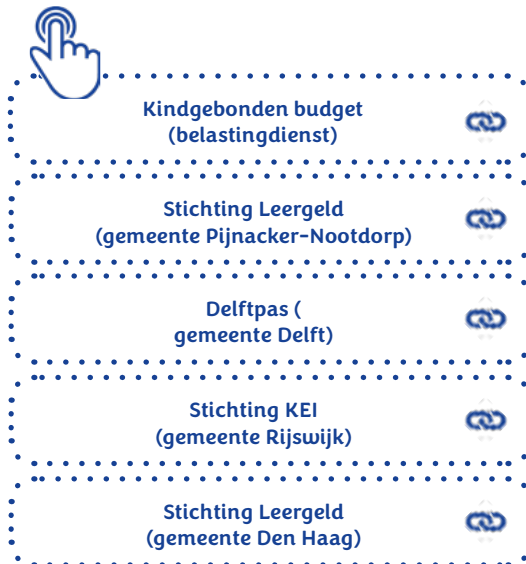 Kindgebonden budget
(belastingdienst)
Stichting Leergeld
(gemeente Pijnacker-Nootdorp)
Delftpas (
gemeente Delft)
Stichting KEI
(gemeente Rijswijk)
Stichting Leergeld
(gemeente Den Haag)